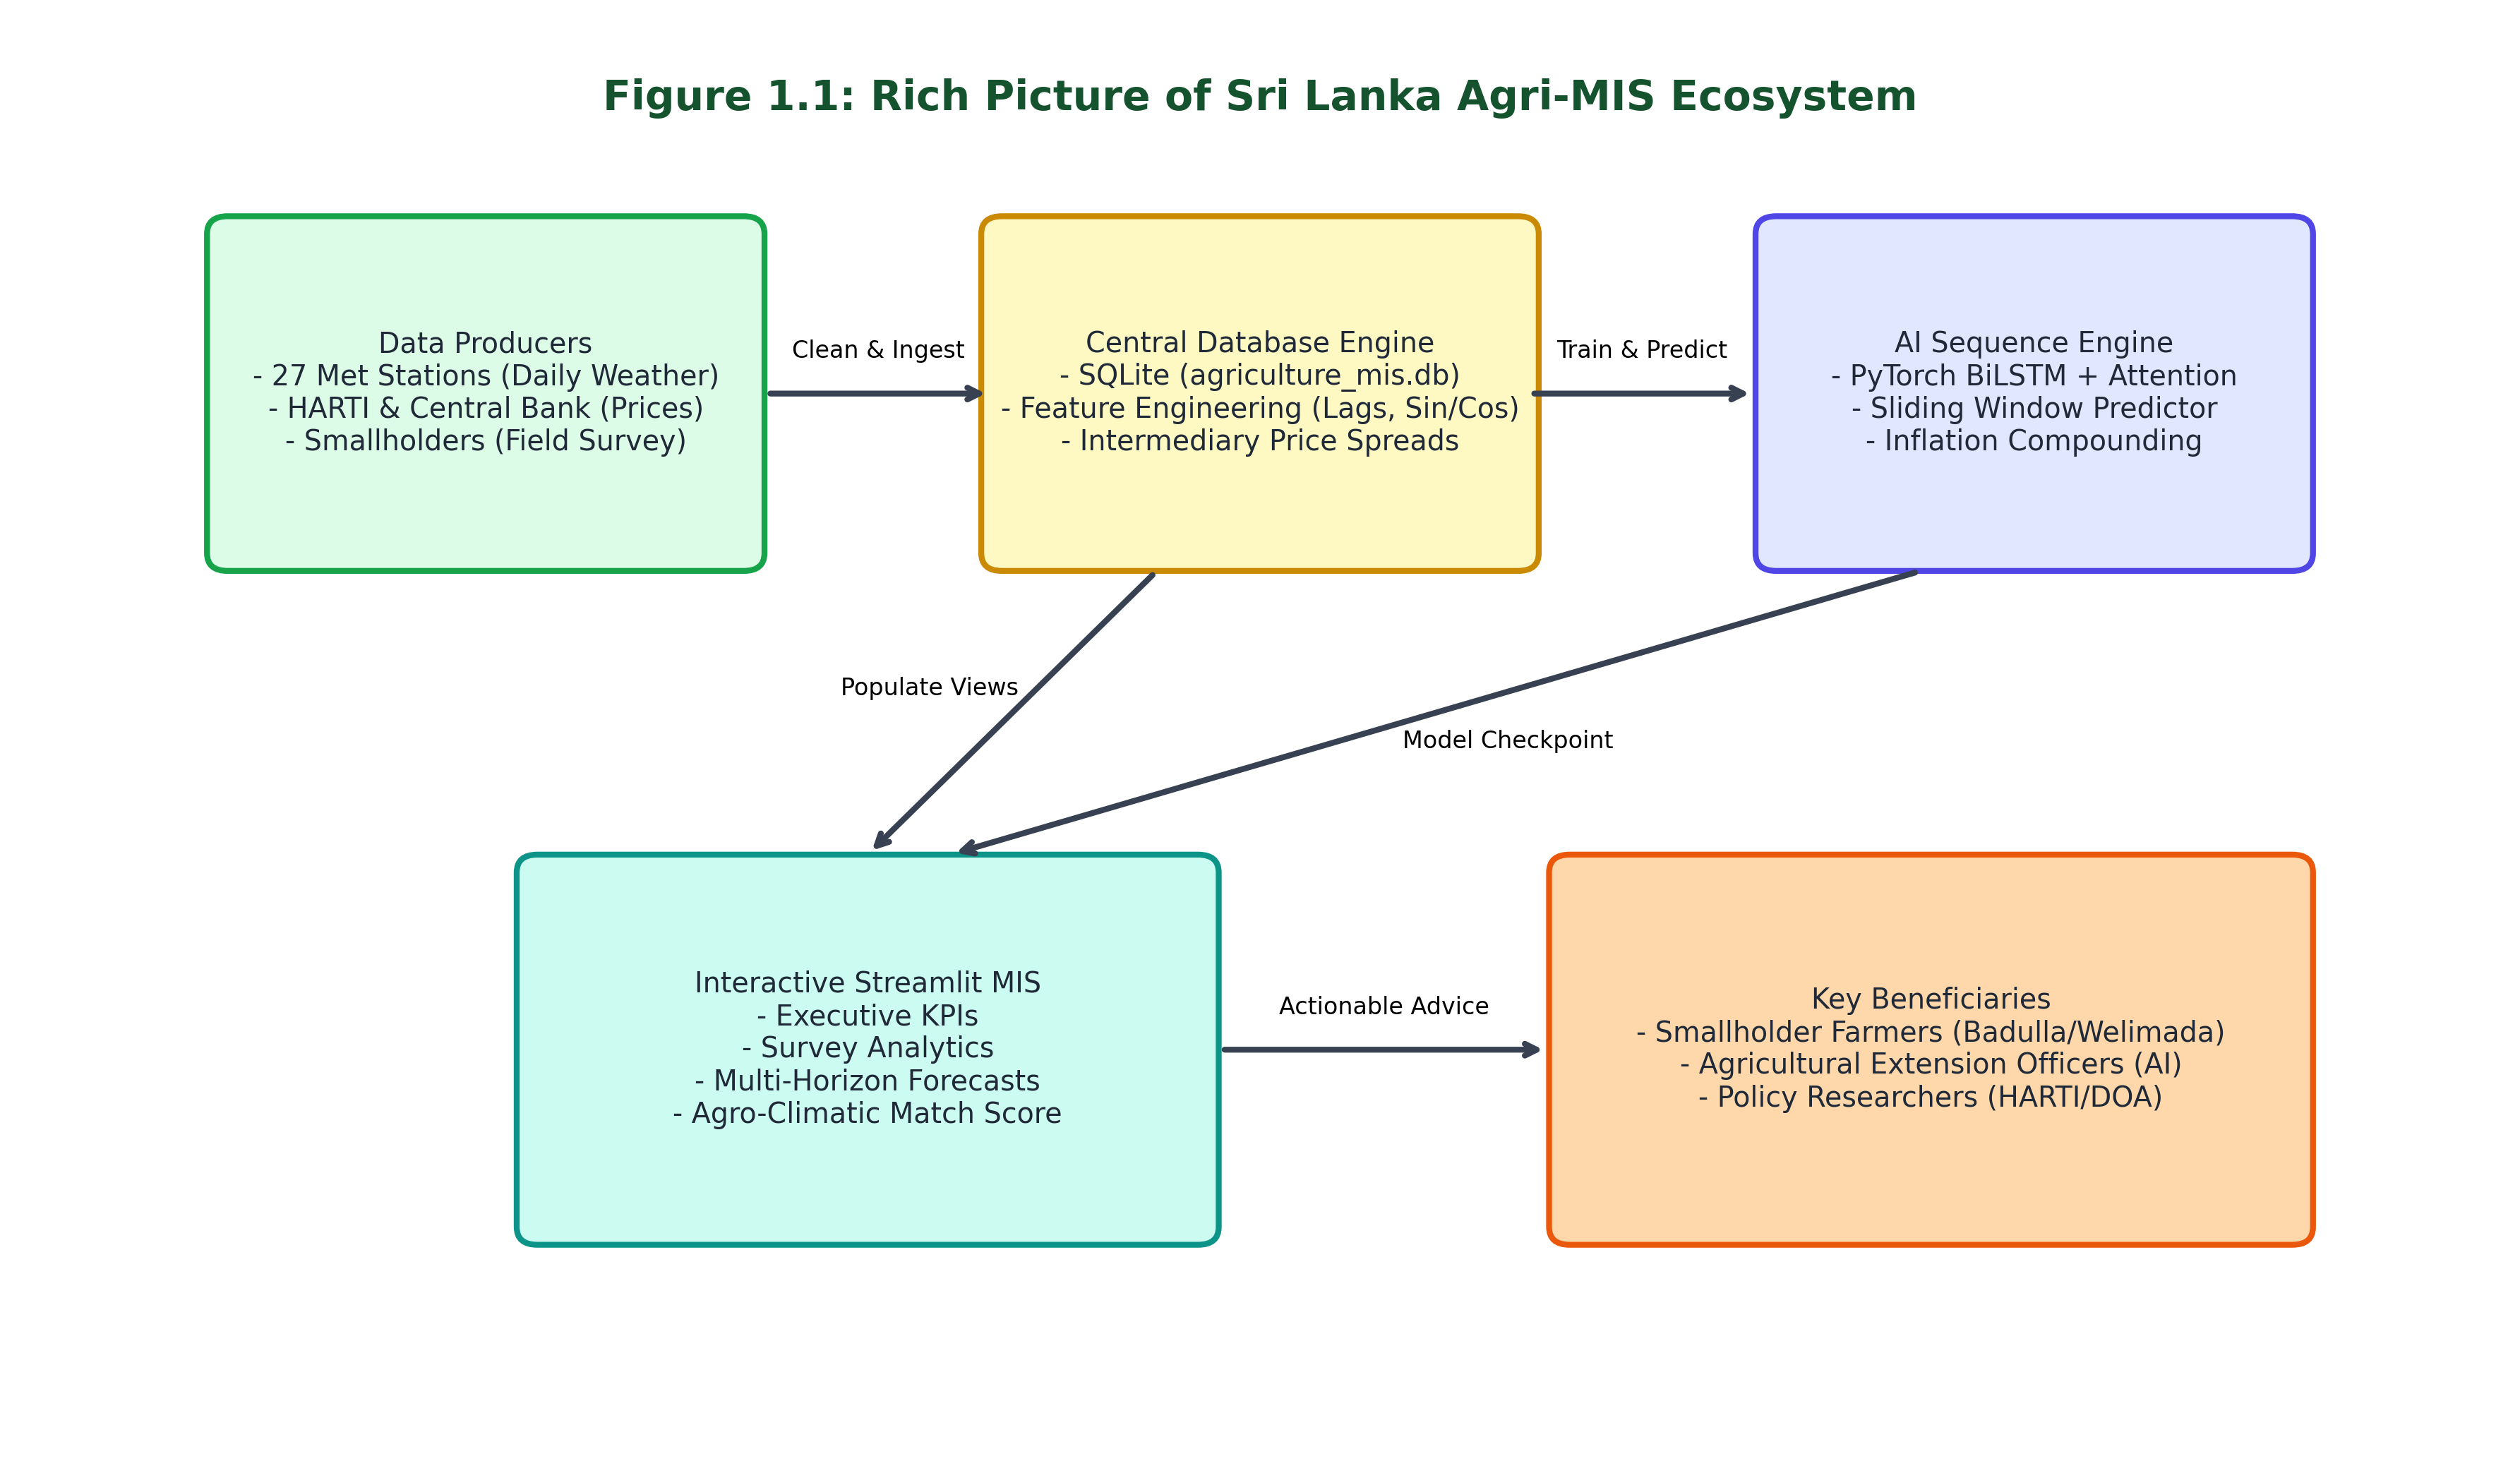 Figure 1.1: Rich Picture of Sri Lanka Agri-MIS Ecosystem
Data Producers
- 27 Met Stations (Daily Weather)
- HARTI & Central Bank (Prices)
- Smallholders (Field Survey)
Clean & Ingest
Central Database Engine
- SQLite (agriculture_mis.db)
- Feature Engineering (Lags, Sin/Cos)
- Intermediary Price Spreads
Train & Predict
AI Sequence Engine
- PyTorch BiLSTM + Attention
- Sliding Window Predictor
- Inflation Compounding
Populate Views
Model Checkpoint
Interactive Streamlit MIS
- Executive KPIs
- Survey Analytics
- Multi-Horizon Forecasts
- Agro-Climatic Match Score
Actionable Advice
Key Beneficiaries
- Smallholder Farmers (Badulla/Welimada)
- Agricultural Extension Officers (AI)
- Policy Researchers (HARTI/DOA)